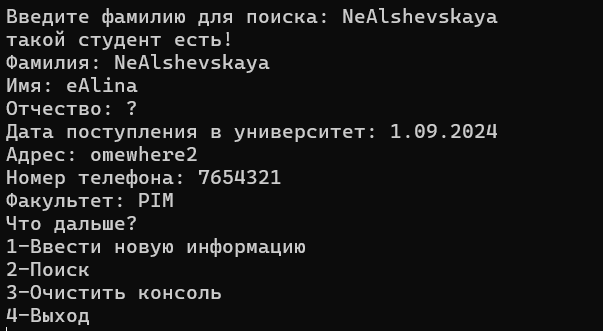 Введите фамилию для поиска: NeAlshevskaya
такой студент есть!
Фамилия: NeAlshevskaya
Имя: eAlina
Отчество: ?
Дата поступления в университет: 1.09.2024
Адрес: omewhere2
Номер телефона: 7654321
Факультет: PIM
Что дальше?
1-Ввести новую информацию
2-Поиск
3-Очистить консоль
4-Выход